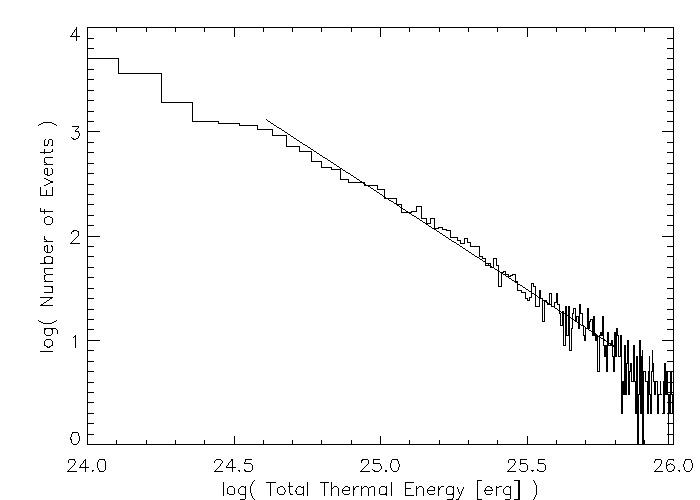 4
3
2
1
0
log( Number of Events )
24.0 24.5 25.0 25.5 26.0
log( Total Thermal Energy [erg] )